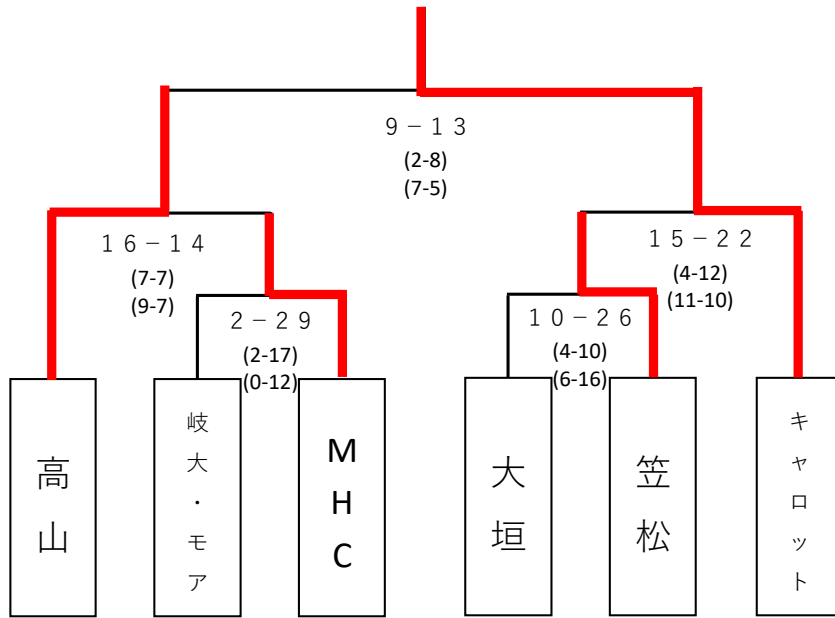 ９－１３
(2-8)
(7-5)
１６－１４
(7-7)
(9-7)
１５－２２
(4-12)
(11-10)
２－２９
(2-17)
(0-12)
１０－２６
(4-10)
(6-16)
高山
岐大・モア
ＭＨＣ
大垣
笠松
キャロット